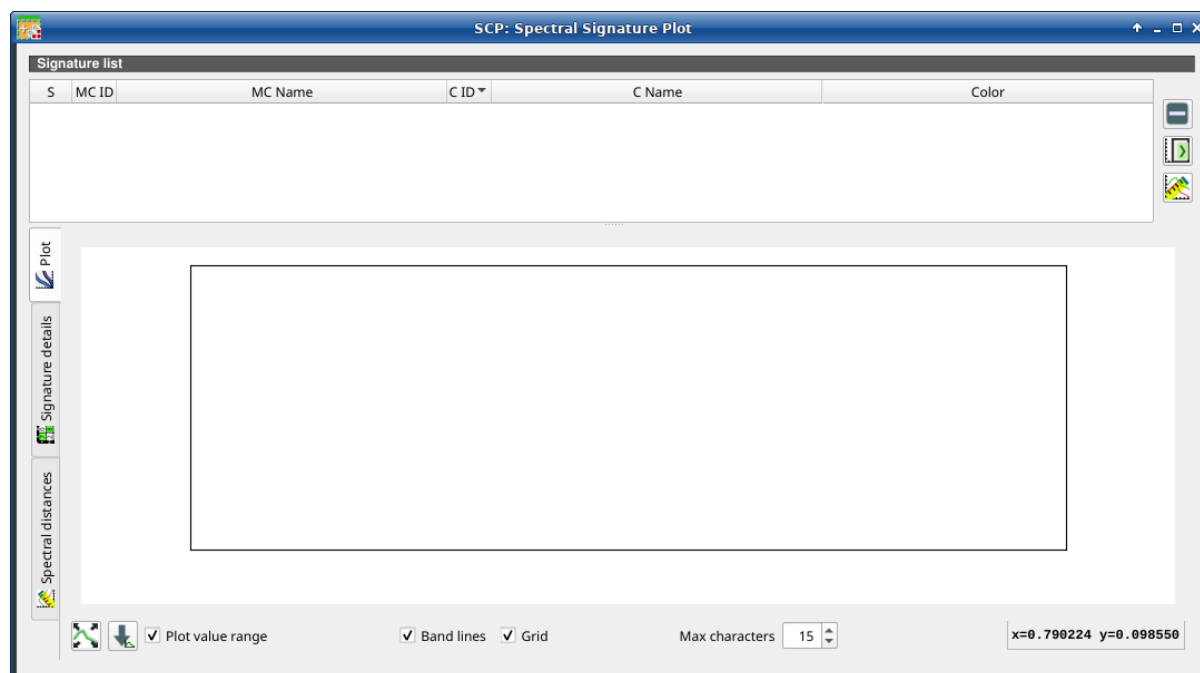 SCP: Spectral Signature Plot
Signature list
S MC ID MC Name C ID C Name Color
Plot
Signature details
Spectral distances
Plot value range Band lines Grid Max characters 15 x=0.790224 y=0.098550